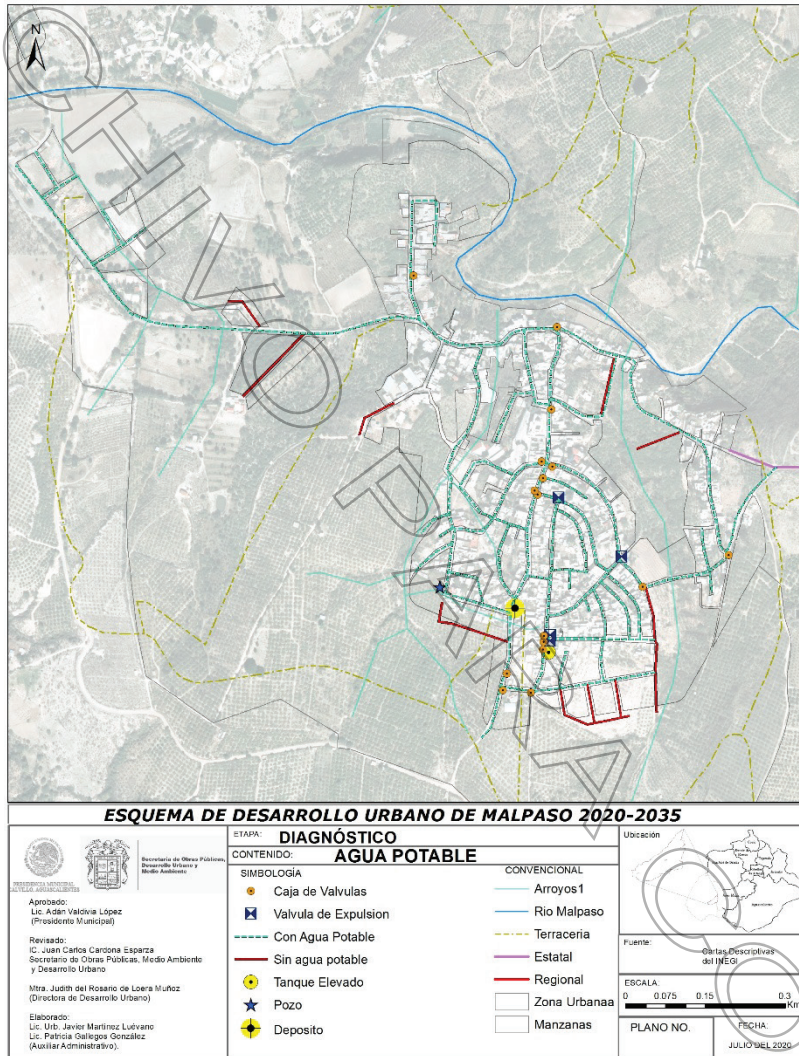 N
ESQUEMA DE DESARROLLO URBANO DE MALPASO 2020-2035
PRESIDENCIA MUNICIPAL
CALVILLO, AGUASCALIENTES
Secretaría de Obras Públicas,
Desarrollo Urbano y
Medio Ambiente
Aprobado:
Lic. Adán Valdivia López
(Presidente Municipal)
Revisado:
IC. Juan Carlos Cardona Esparza
Secretario de Obras Públicas, Medio Ambiente
y Desarrollo Urbano
Mtra. Judith del Rosario de Loera Muñoz
(Directora de Desarrollo Urbano)
Elaborado:
Lic. Urb. Javier Martínez Luévano
Lic. Patricia Gallegos González
(Auxiliar Administrativo).
ETAPA: DIAGNÓSTICO
CONTENIDO: AGUA POTABLE
SIMBOLOGÍA
Caja de Valvulas
Valvula de Expulsion
Con Agua Potable
Sin agua potable
Tanque Elevado
Pozo
Deposito
CONVENCIONAL
Arroyos1
Rio Malpaso
Terraceria
Estatal
Regional
Zona Urbanaa
Manzanas
Ubicación
Fuente:
Cartas Descriptivas
del INEGI
ESCALA:
0 0.075 0.15 0.3
Km
PLANO NO.
FECHA:
JULIO DEL 2020